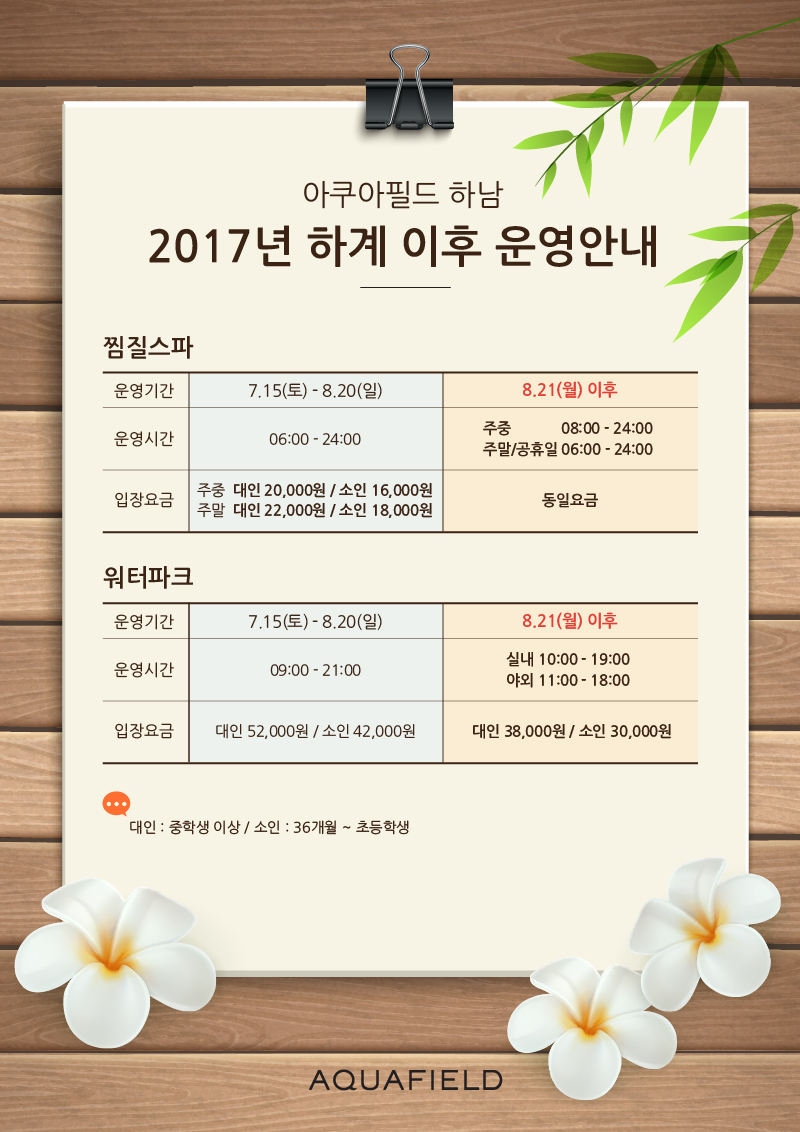 아쿠아필드 하남
2017년 하계 이후 운영안내
찜질스파
운영기간 7.15(토) - 8.20(일) 8.21(월) 이후
운영시간 06:00 - 24:00 주중 08:00 - 24:00
주말/공휴일 06:00 - 24:00
입장요금 주중 대인 20,000원 / 소인 16,000원 동일요금
주말 대인 22,000원 / 소인 18,000원
워터파크
운영기간 7.15(토) - 8.20(일) 8.21(월) 이후
운영시간 09:00 - 21:00 실내 10:00 - 19:00
야외 11:00 - 18:00
입장요금 대인 52,000원 / 소인 42,000원 대인 38,000원 / 소인 30,000원
대인 : 중학생 이상 / 소인 : 36개월 ~ 초등학생
AQUAFIELD